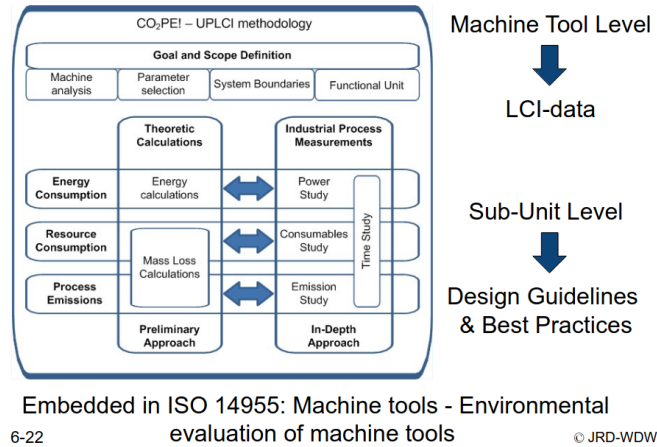 CO₂PE! – UPLCI methodology
Goal and Scope Definition
Machine
analysis
Parameter
selection
System Boundaries
Functional Unit
Theoretic
Calculations
Industrial Process
Measurements
Energy
Consumption
Energy
calculations
Power
Study
Resource
Consumption
Mass Loss
Calculations
Consumables
Study
Time Study
Process
Emissions
Emission
Study
Preliminary
Approach
In-Depth
Approach
Machine Tool Level
LCI-data
Sub-Unit Level
Design Guidelines
& Best Practices
Embedded in ISO 14955: Machine tools - Environmental
evaluation of machine tools
6-22
© JRD-WDW